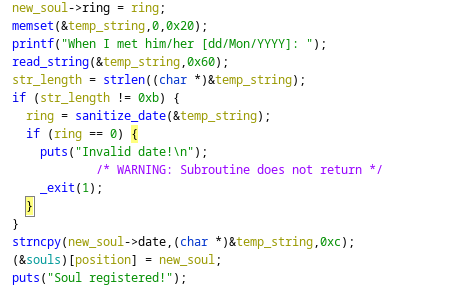 new_soul->ring = ring;
memset(&temp_string,0,0x20);
printf("When I met him/her [dd/Mon/YYYY]: ");
read_string(&temp_string,0x60);
str_length = strlen((char *)&temp_string);
if (str_length != 0xb) {
ring = sanitize_date(&temp_string);
if (ring == 0) {
puts("Invalid date!\n");
/* WARNING: Subroutine does not return */
_exit(1);
}
}
strncpy(new_soul->date,(char *)&temp_string,0xc);
(&souls)[position] = new_soul;
puts("Soul registered!");